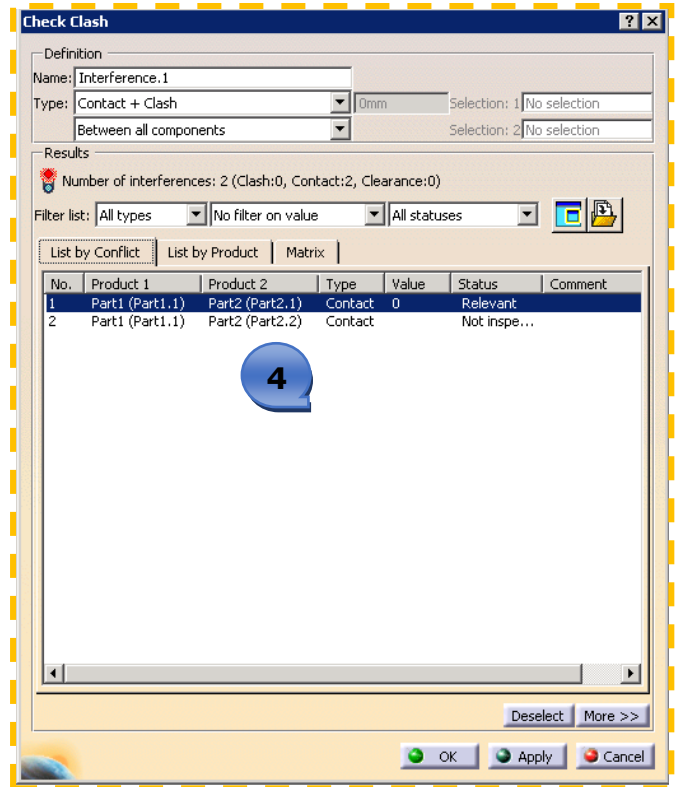 Check Clash
Definition
Name: Interference.1
Type: Contact + Clash 0mm Selection: 1 No selection
Between all components Selection: 2 No selection
Results
Number of interferences: 2 (Clash:0, Contact:2, Clearance:0)
Filter list: All types No filter on value All statuses
List by Conflict List by Product Matrix
No. Product 1 Product 2 Type Value Status Comment
1 Part1 (Part1.1) Part2 (Part2.1) Contact 0 Relevant
2 Part1 (Part1.1) Part2 (Part2.2) Contact Not inspe...
4
Deselect More >>
OK Apply Cancel